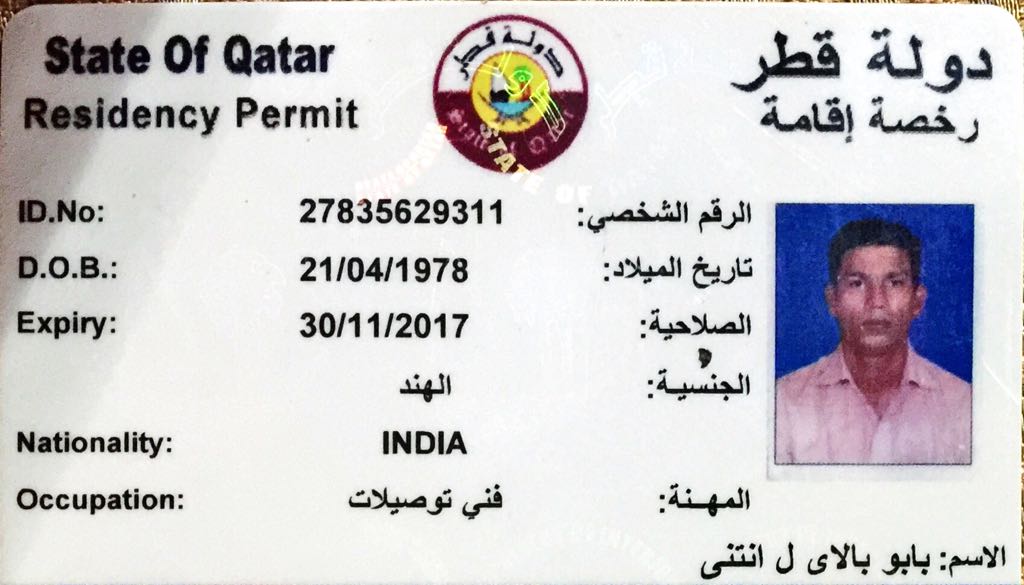 State Of Qatar
دولة قطر
Residency Permit
رخصة إقامة
دولة قطر
STATE OF
ID.No: 27835629311 الرقم الشخصي:
D.O.B.: 21/04/1978 تاريخ الميلاد:
Expiry: 30/11/2017 الصلاحية:
الهند الجنسية:
Nationality: INDIA
Occupation: فني توصيلات المهنة:
الاسم: بابو بالاى ل انتنى